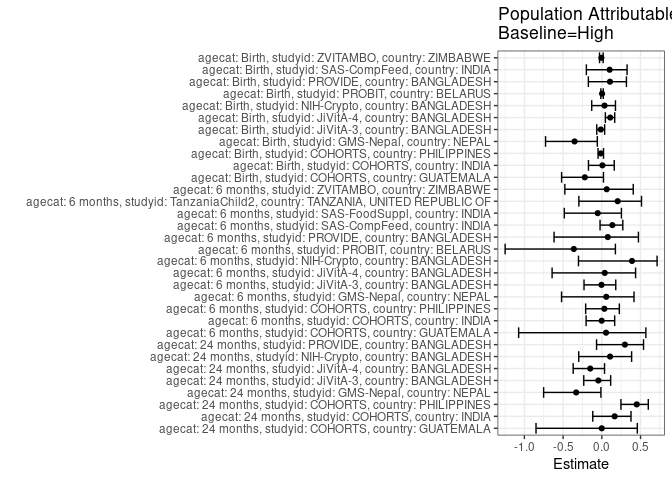 Population Attributable
Baseline=High
agecat: Birth, studyid: ZVITAMBO, country: ZIMBABWE
agecat: Birth, studyid: SAS-CompFeed, country: INDIA
agecat: Birth, studyid: PROVIDE, country: BANGLADESH
agecat: Birth, studyid: PROBIT, country: BELARUS
agecat: Birth, studyid: NIH-Crypto, country: BANGLADESH
agecat: Birth, studyid: JiVitA-4, country: BANGLADESH
agecat: Birth, studyid: JiVitA-3, country: BANGLADESH
agecat: Birth, studyid: GMS-Nepal, country: NEPAL
agecat: Birth, studyid: COHORTS, country: PHILIPPINES
agecat: Birth, studyid: COHORTS, country: INDIA
agecat: Birth, studyid: COHORTS, country: GUATEMALA
agecat: 6 months, studyid: ZVITAMBO, country: ZIMBABWE
agecat: 6 months, studyid: TanzaniaChild2, country: TANZANIA, UNITED REPUBLIC OF
agecat: 6 months, studyid: SAS-FoodSuppl, country: INDIA
agecat: 6 months, studyid: SAS-CompFeed, country: INDIA
agecat: 6 months, studyid: PROVIDE, country: BANGLADESH
agecat: 6 months, studyid: PROBIT, country: BELARUS
agecat: 6 months, studyid: NIH-Crypto, country: BANGLADESH
agecat: 6 months, studyid: JiVitA-4, country: BANGLADESH
agecat: 6 months, studyid: JiVitA-3, country: BANGLADESH
agecat: 6 months, studyid: GMS-Nepal, country: NEPAL
agecat: 6 months, studyid: COHORTS, country: PHILIPPINES
agecat: 6 months, studyid: COHORTS, country: INDIA
agecat: 6 months, studyid: COHORTS, country: GUATEMALA
agecat: 24 months, studyid: PROVIDE, country: BANGLADESH
agecat: 24 months, studyid: NIH-Crypto, country: BANGLADESH
agecat: 24 months, studyid: JiVitA-4, country: BANGLADESH
agecat: 24 months, studyid: JiVitA-3, country: BANGLADESH
agecat: 24 months, studyid: GMS-Nepal, country: NEPAL
agecat: 24 months, studyid: COHORTS, country: PHILIPPINES
agecat: 24 months, studyid: COHORTS, country: INDIA
agecat: 24 months, studyid: COHORTS, country: GUATEMALA
-1.0 -0.5 0.0 0.5
Estimate